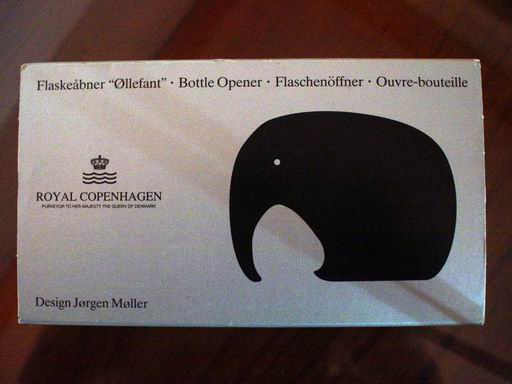 Flaskeåbner "Øllefant" · Bottle Opener · Flaschenöffner · Ouvre-bouteille
ROYAL COPENHAGEN
PURVEYOR TO HER MAJESTY THE QUEEN OF DENMARK
Design Jørgen Møller